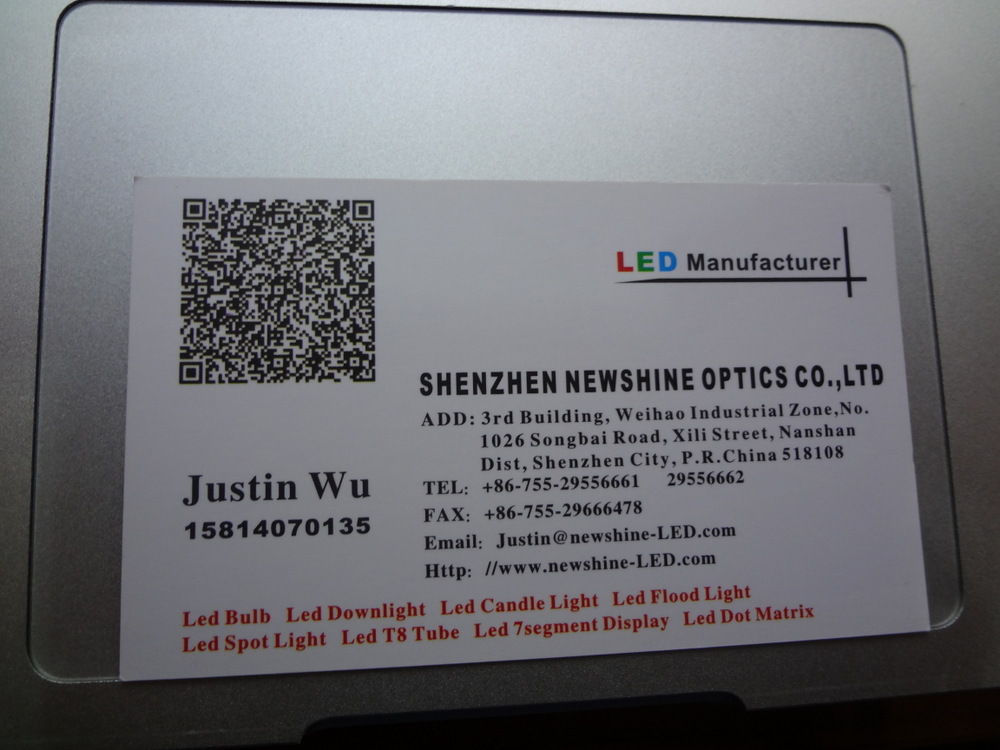 LED Manufacturer
SHENZHEN NEWSHINE OPTICS CO.,LTD
ADD: 3rd Building, Weihao Industrial Zone,No.
1026 Songbai Road, Xili Street, Nanshan
Dist, Shenzhen City, P.R.China 518108
TEL: +86-755-29556661 29556662
FAX: +86-755-29666478
Email: Justin@newshine-LED.com
Http: //www.newshine-LED.com
Justin Wu
15814070135
Led Bulb Led Downlight Led Candle Light Led Flood Light
Led Spot Light Led T8 Tube Led 7segment Display Led Dot Matrix